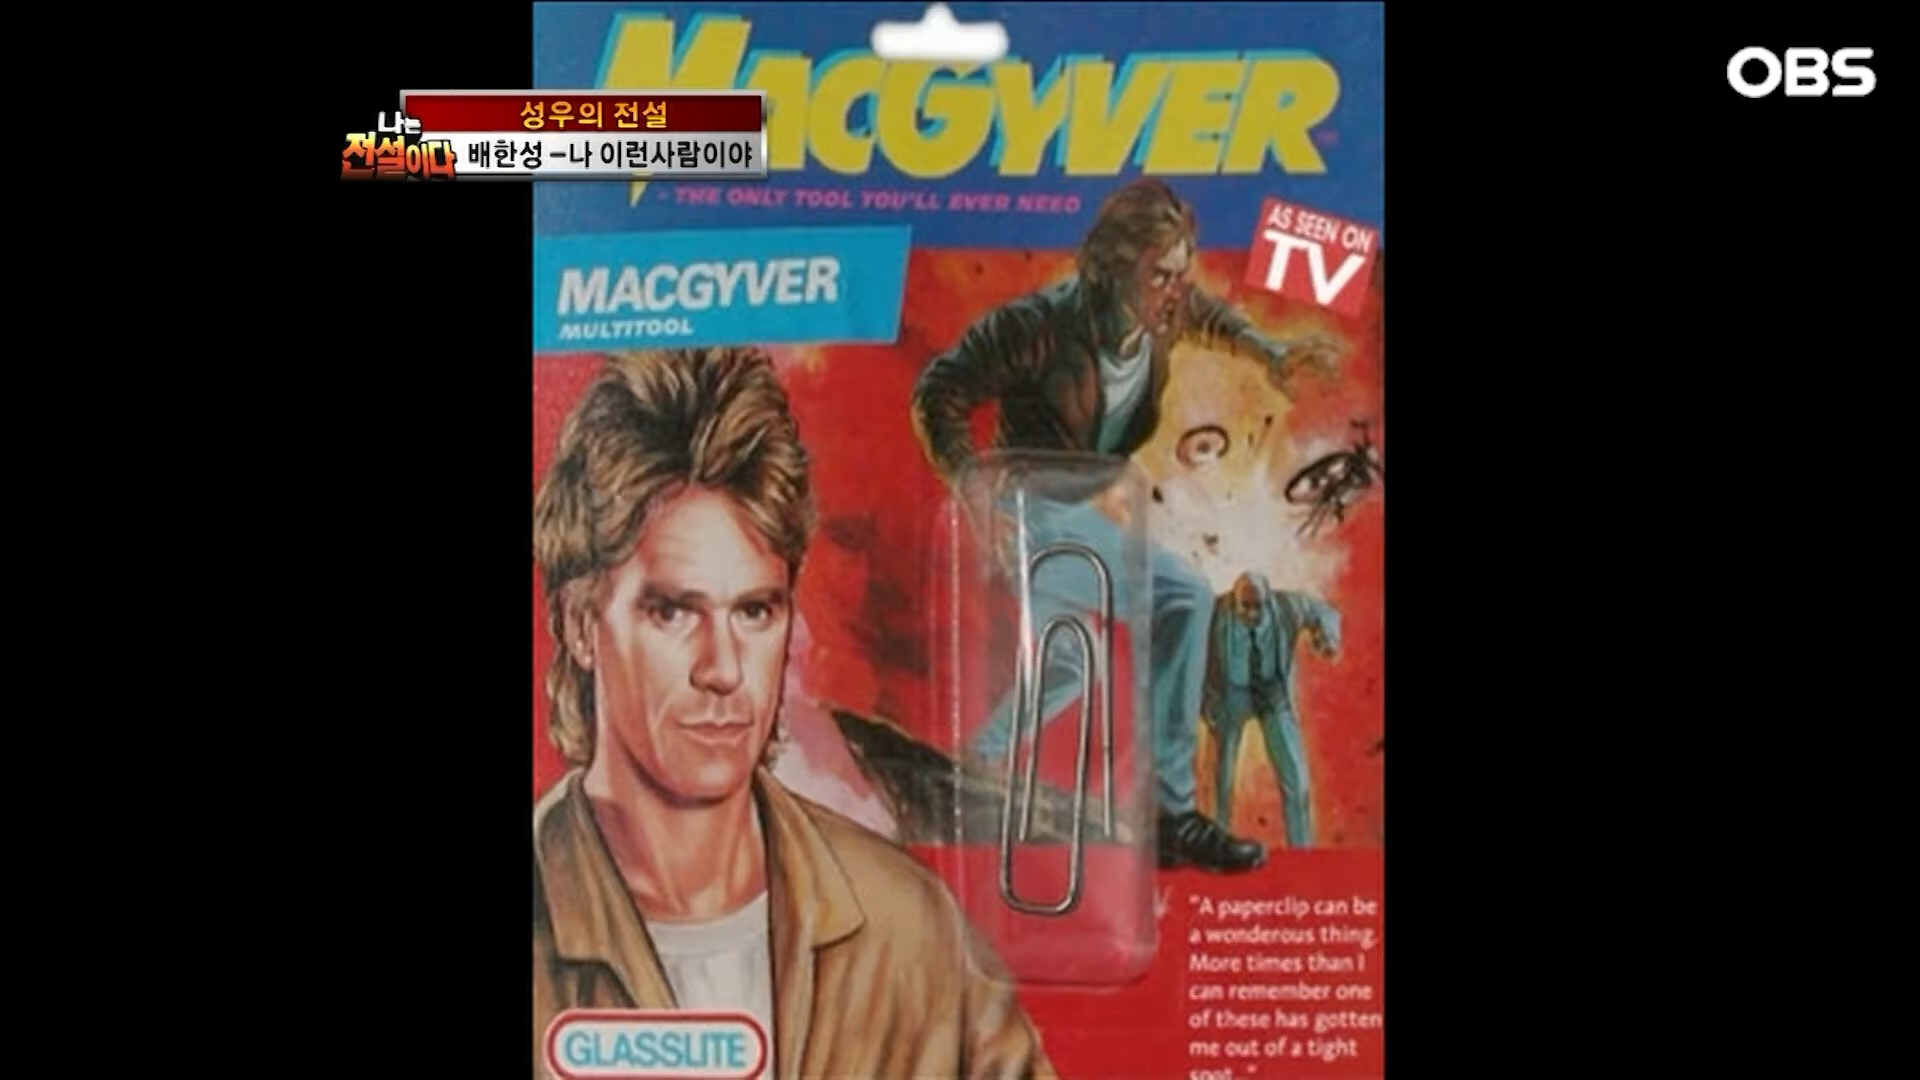 OBS
나는
전설이다
성우의 전설
배한성-나 이런사람이야
MACGYVER
- THE ONLY TOOL YOU'LL EVER NEED
AS SEEN ON
TV
MACGYVER
MULTITOOL
"A paperclip can be
a wonderous thing.
More times than I
can remember one
of these has gotten
me out of a tight
spot..."
GLASSLITE